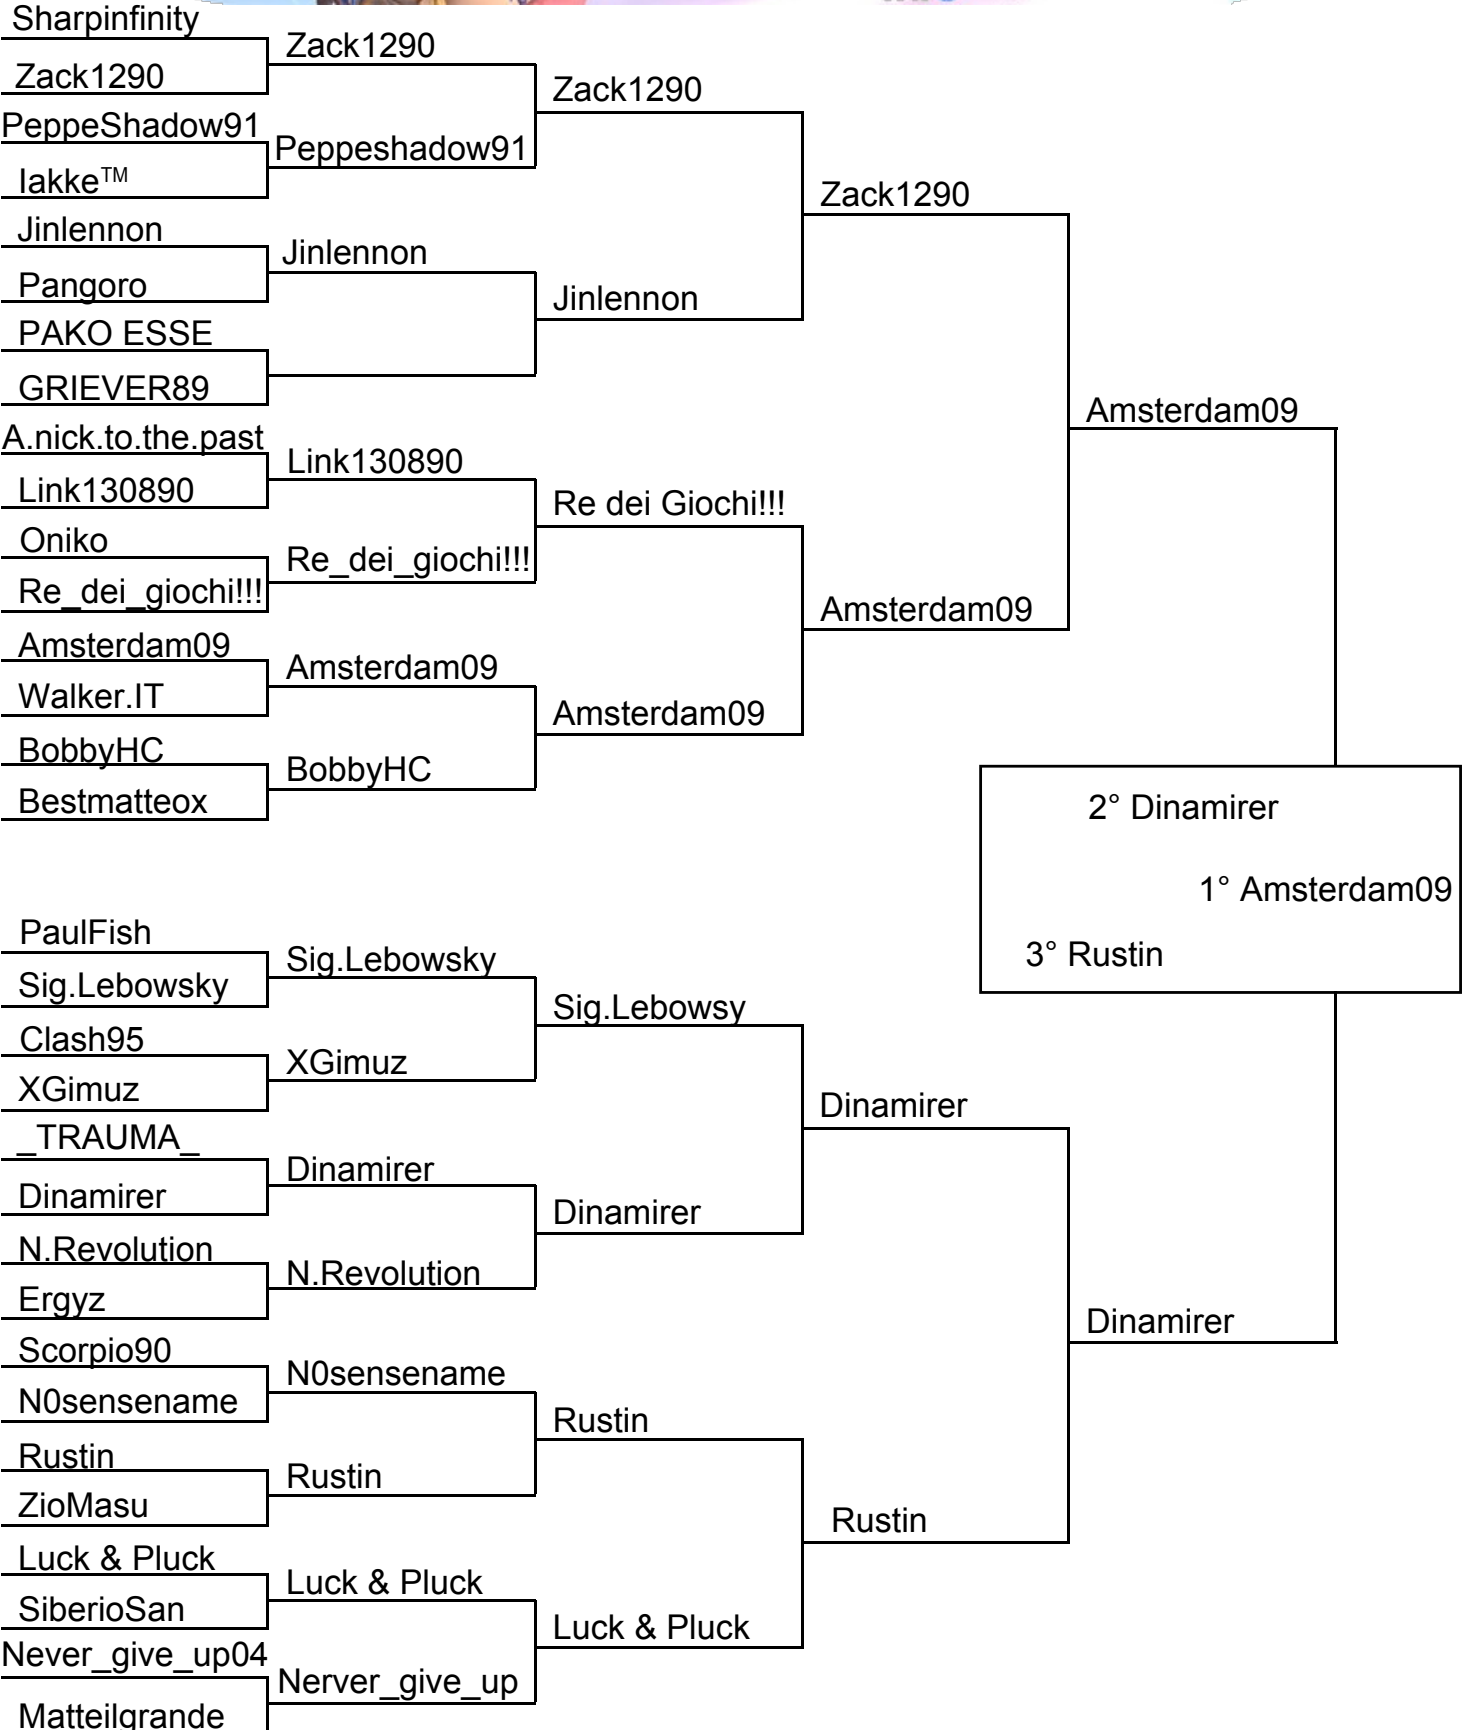 Sharpinfinity
Zack1290
PeppeShadow91
Iakke™
Jinlennon
Pangoro
PAKO ESSE
GRIEVER89
A.nick.to.the.past
Link130890
Oniko
Re_dei_giochi!!!
Amsterdam09
Walker.IT
BobbyHC
Bestmatteox
PaulFish
Sig.Lebowsky
Clash95
XGimuz
_TRAUMA_
Dinamirer
N.Revolution
Ergyz
Scorpio90
N0sensename
Rustin
ZioMasu
Luck & Pluck
SiberioSan
Never_give_up04
Matteilgrande
Zack1290
Peppeshadow91
Jinlennon
Link130890
Re_dei_giochi!!!
Amsterdam09
BobbyHC
Sig.Lebowsky
XGimuz
Dinamirer
N.Revolution
N0sensename
Rustin
Luck & Pluck
Nerver_give_up
Zack1290
Jinlennon
Re dei Giochi!!!
Amsterdam09
Sig.Lebowsy
Dinamirer
Rustin
Luck & Pluck
Zack1290
Amsterdam09
Dinamirer
Rustin
Amsterdam09
Dinamirer
2° Dinamirer
1° Amsterdam09
3° Rustin